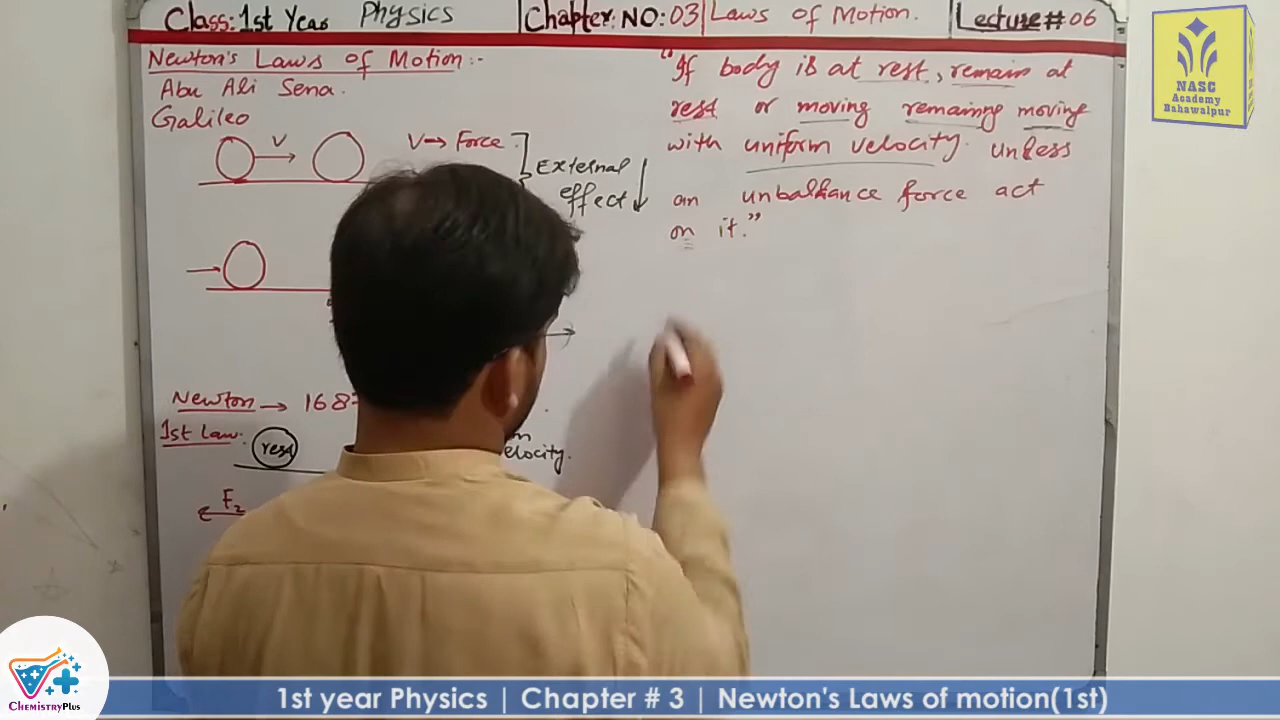 Class: 1st Year Physics Chapter: NO: 03 Laws of Motion. Lecture # 06
Newton's Laws of Motion :-
Abu Ali Sena.
Galileo
V
V → Force.
External
effect
Newton → 168
1st Law.
rest
elocity.
F2
"If body is at rest, remain at
rest or moving remaining moving
with uniform velocity. unless
an unbalance force act
on it."
NASC
Academy
Bahawalpur
ChemistryPlus
1st year Physics | Chapter # 3 | Newton's Laws of motion(1st)